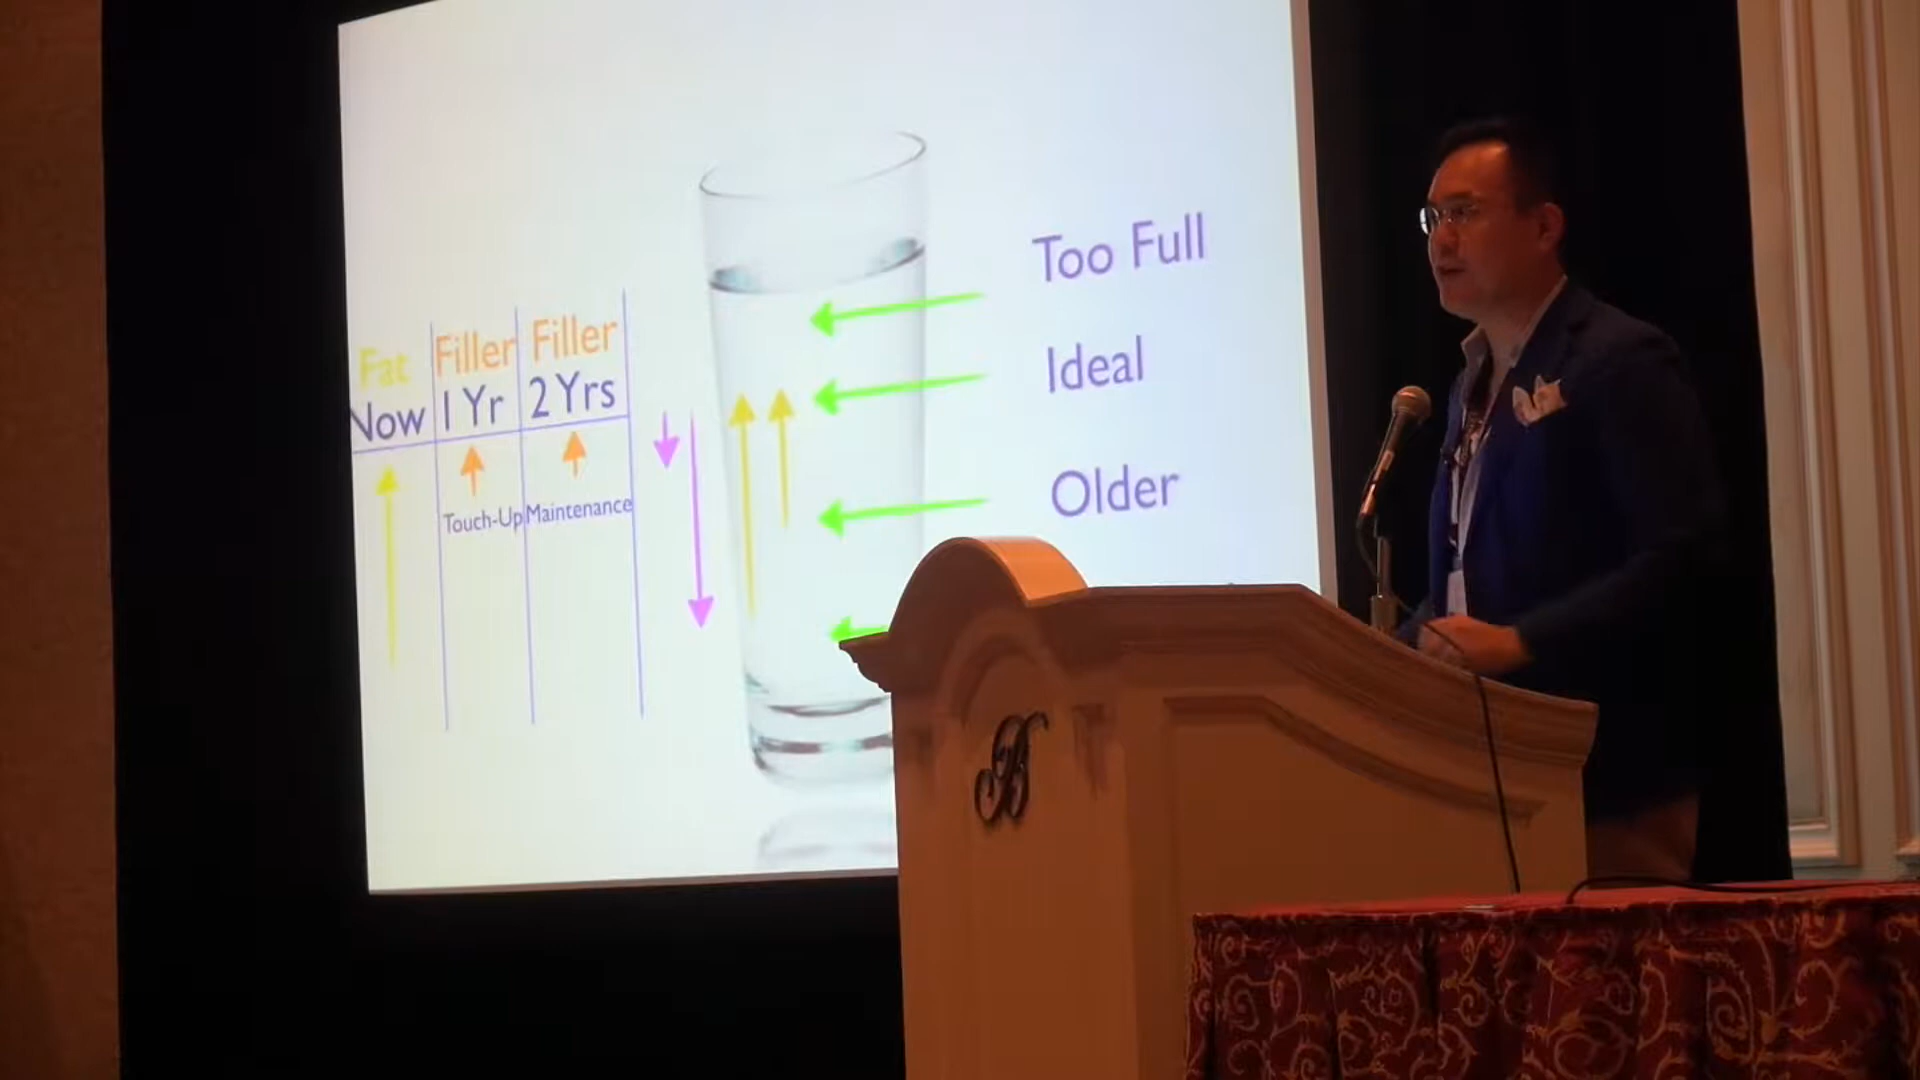 Fat
Now
Filler
1 Yr
Filler
2 Yrs
Touch-Up
Maintenance
Too Full
Ideal
Older
B